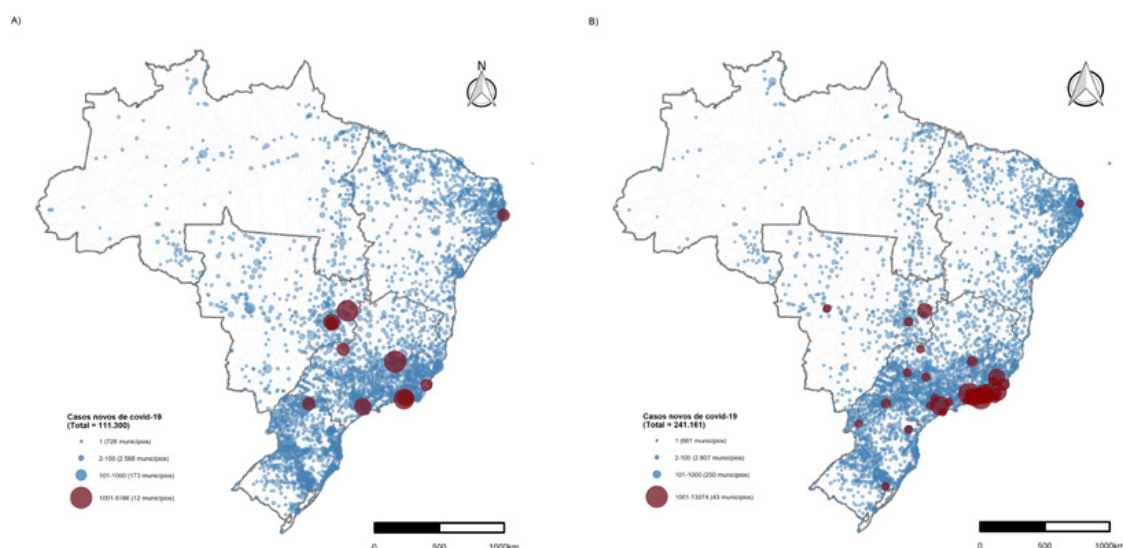 A)
N
Casos novos de covid-19
(Total = 111.300)
1 (728 municípios)
2-100 (2.588 municípios)
101-1000 (173 municípios)
1001-5186 (12 municípios)
0 500 1000km
B)
Casos novos de covid-19
(Total = 241.161)
1 (661 municípios)
2-100 (2.807 municípios)
101-1000 (250 municípios)
1001-13074 (43 municípios)
0 500 1000km